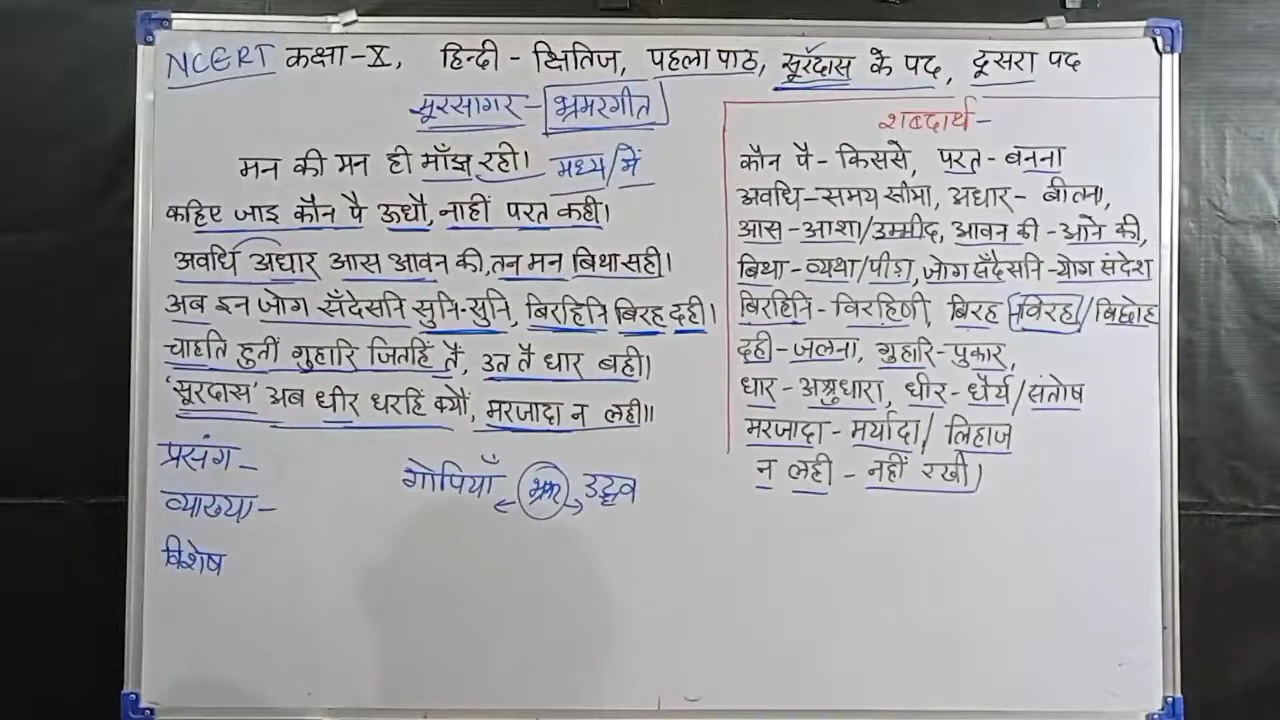 NCERT कक्षा-X, हिन्दी - क्षितिज, पहला पाठ, सूरदास के पद, दूसरा पद
सूरसागर - भ्रमरगीत
मन की मन ही माँझ रही। मध्य/में
कहिए जाइ कौन पै ऊधौ, नाहीं परत कही।
अवधि अधार आस आवन की, तन मन बिथा सही।
अब इन जोग सँदेसनि सुनि-सुनि, बिरहिनि बिरह दही।
चाहति हुतीं गुहारि जितहिं तैं, उत तैं धार बही।
'सूरदास' अब धीर धरहिं क्यौं, मरजादा न लही॥
प्रसंग -
व्याख्या -
विशेष
गोपियाँ भ्रमर उद्धव
शब्दार्थ -
कौन पै - किससे, परत - बनना
अवधि - समय सीमा, अधार - बीतना,
आस - आशा/उम्मीद, आवन की - आने की,
बिथा - व्यथा/पीड़ा, जोग सँदेसनि - योग संदेश
बिरहिनि - विरहिणी, बिरह - विरह/बिछोह
दही - जलना, गुहारि - पुकार,
धार - अश्रुधारा, धीर - धैर्य/संतोष
मरजादा - मर्यादा/लिहाज
न लही - नहीं रखी।